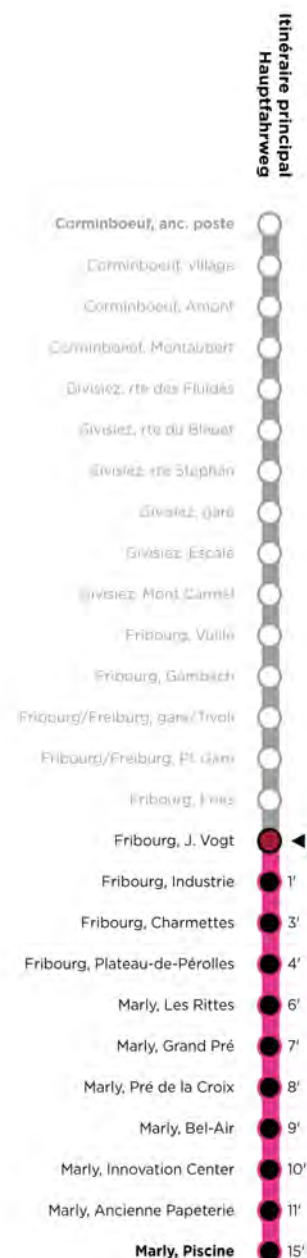 Itinéraire principal
Hauptfahrweg
Corminboeuf, anc. poste
Corminboeuf, village
Corminboeuf, Amont
Corminboeuf, Montaubert
Givisiez, rte des Fluides
Givisiez, rte du Bleuet
Givisiez, rte Stephan
Givisiez, gare
Givisiez, Escale
Givisiez, Mont Carmel
Fribourg, Vuille
Fribourg, Gambach
Fribourg/Freiburg, gare/Tivoli
Fribourg/Freiburg, Pl. Gare
Fribourg,
Fribourg, J. Vogt
Fribourg, Industrie 1'
Fribourg, Charmettes 3'
Fribourg, Plateau-de-Pérolles 4'
Marly, Les Rittes 6'
Marly, Grand Pré 7'
Marly, Pré de la Croix 8'
Marly, Bel-Air 9'
Marly, Innovation Center 10'
Marly, Ancienne Papeterie 11'
Marly, Piscine 15'